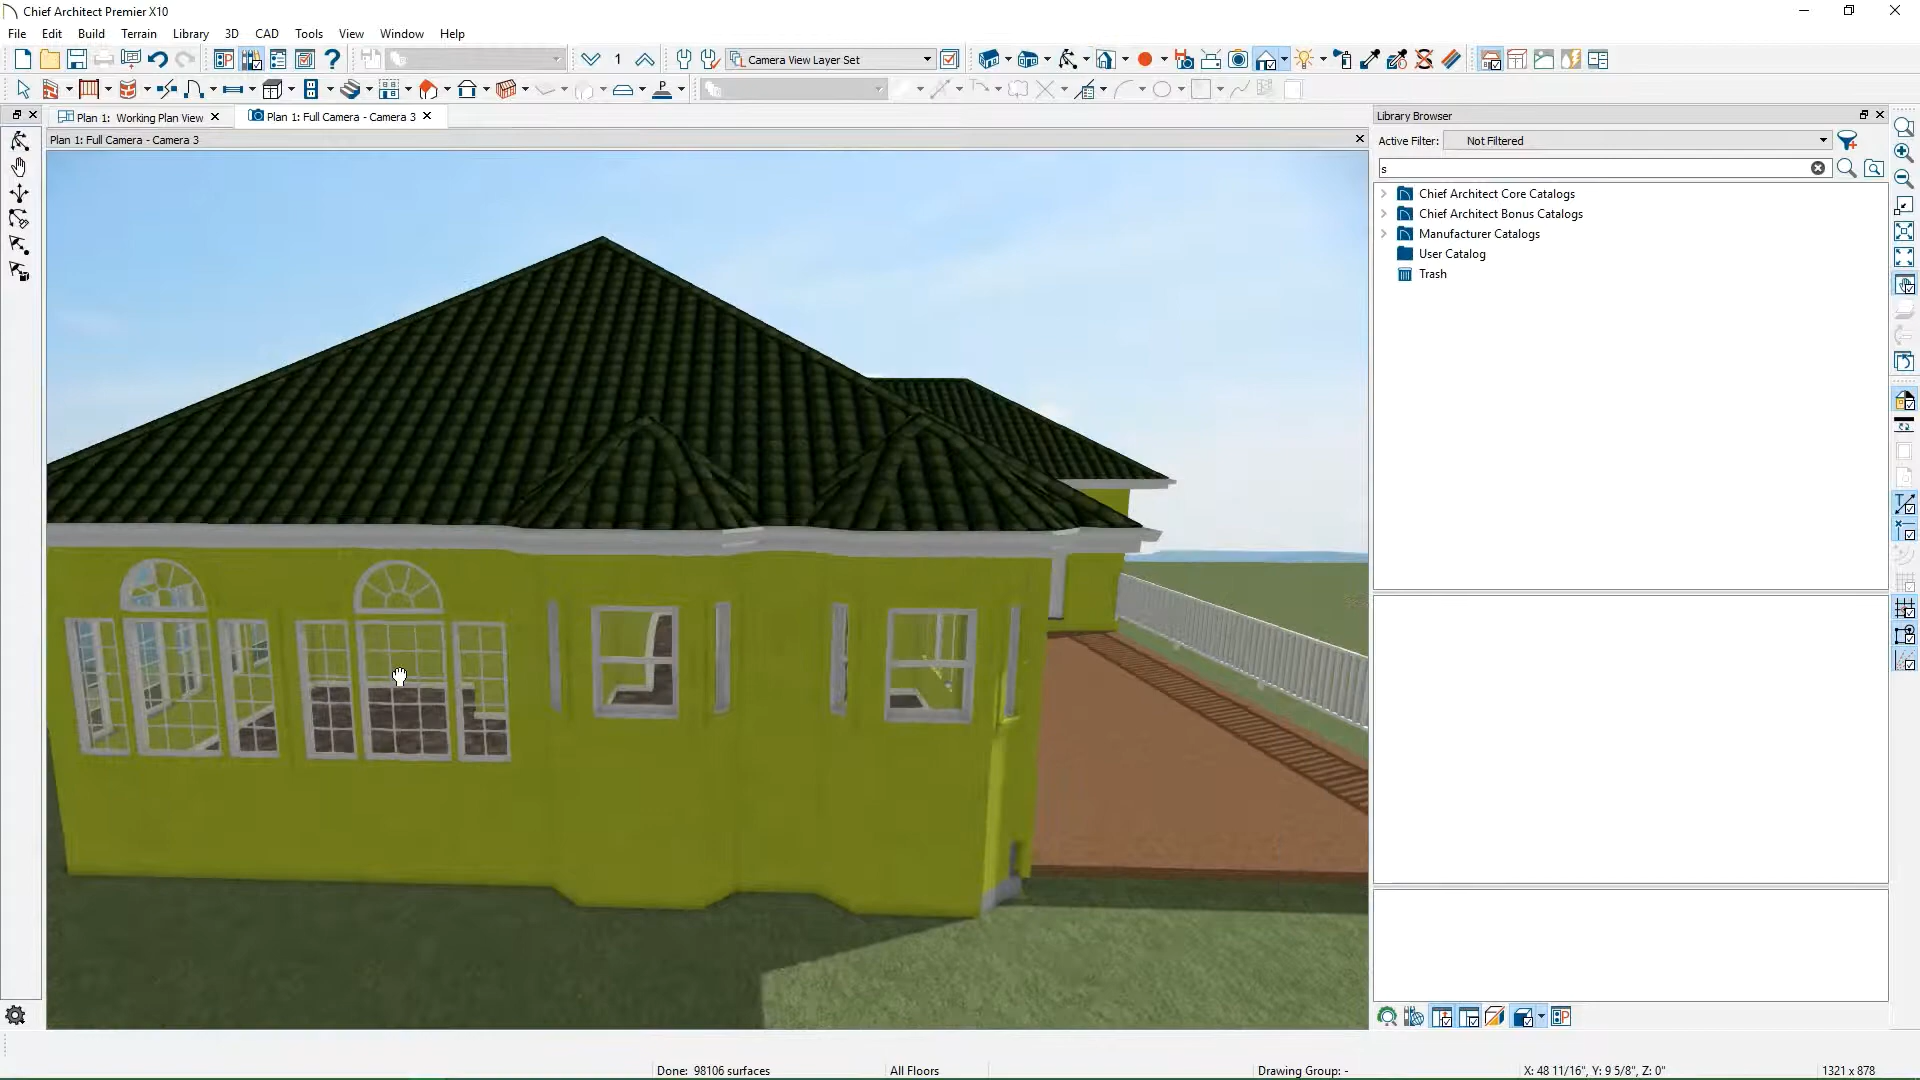 Chief Architect Premier X10
File Edit Build Terrain Library 3D CAD Tools View Window Help
1 Camera View Layer Set
P
Plan 1: Working Plan View Plan 1: Full Camera - Camera 3
Plan 1: Full Camera - Camera 3
Library Browser
Active Filter: Not Filtered
s
Chief Architect Core Catalogs
Chief Architect Bonus Catalogs
Manufacturer Catalogs
User Catalog
Trash
Done: 98106 surfaces All Floors Drawing Group: - X: 48 11/16", Y: 9 5/8", Z: 0" 1321 x 878